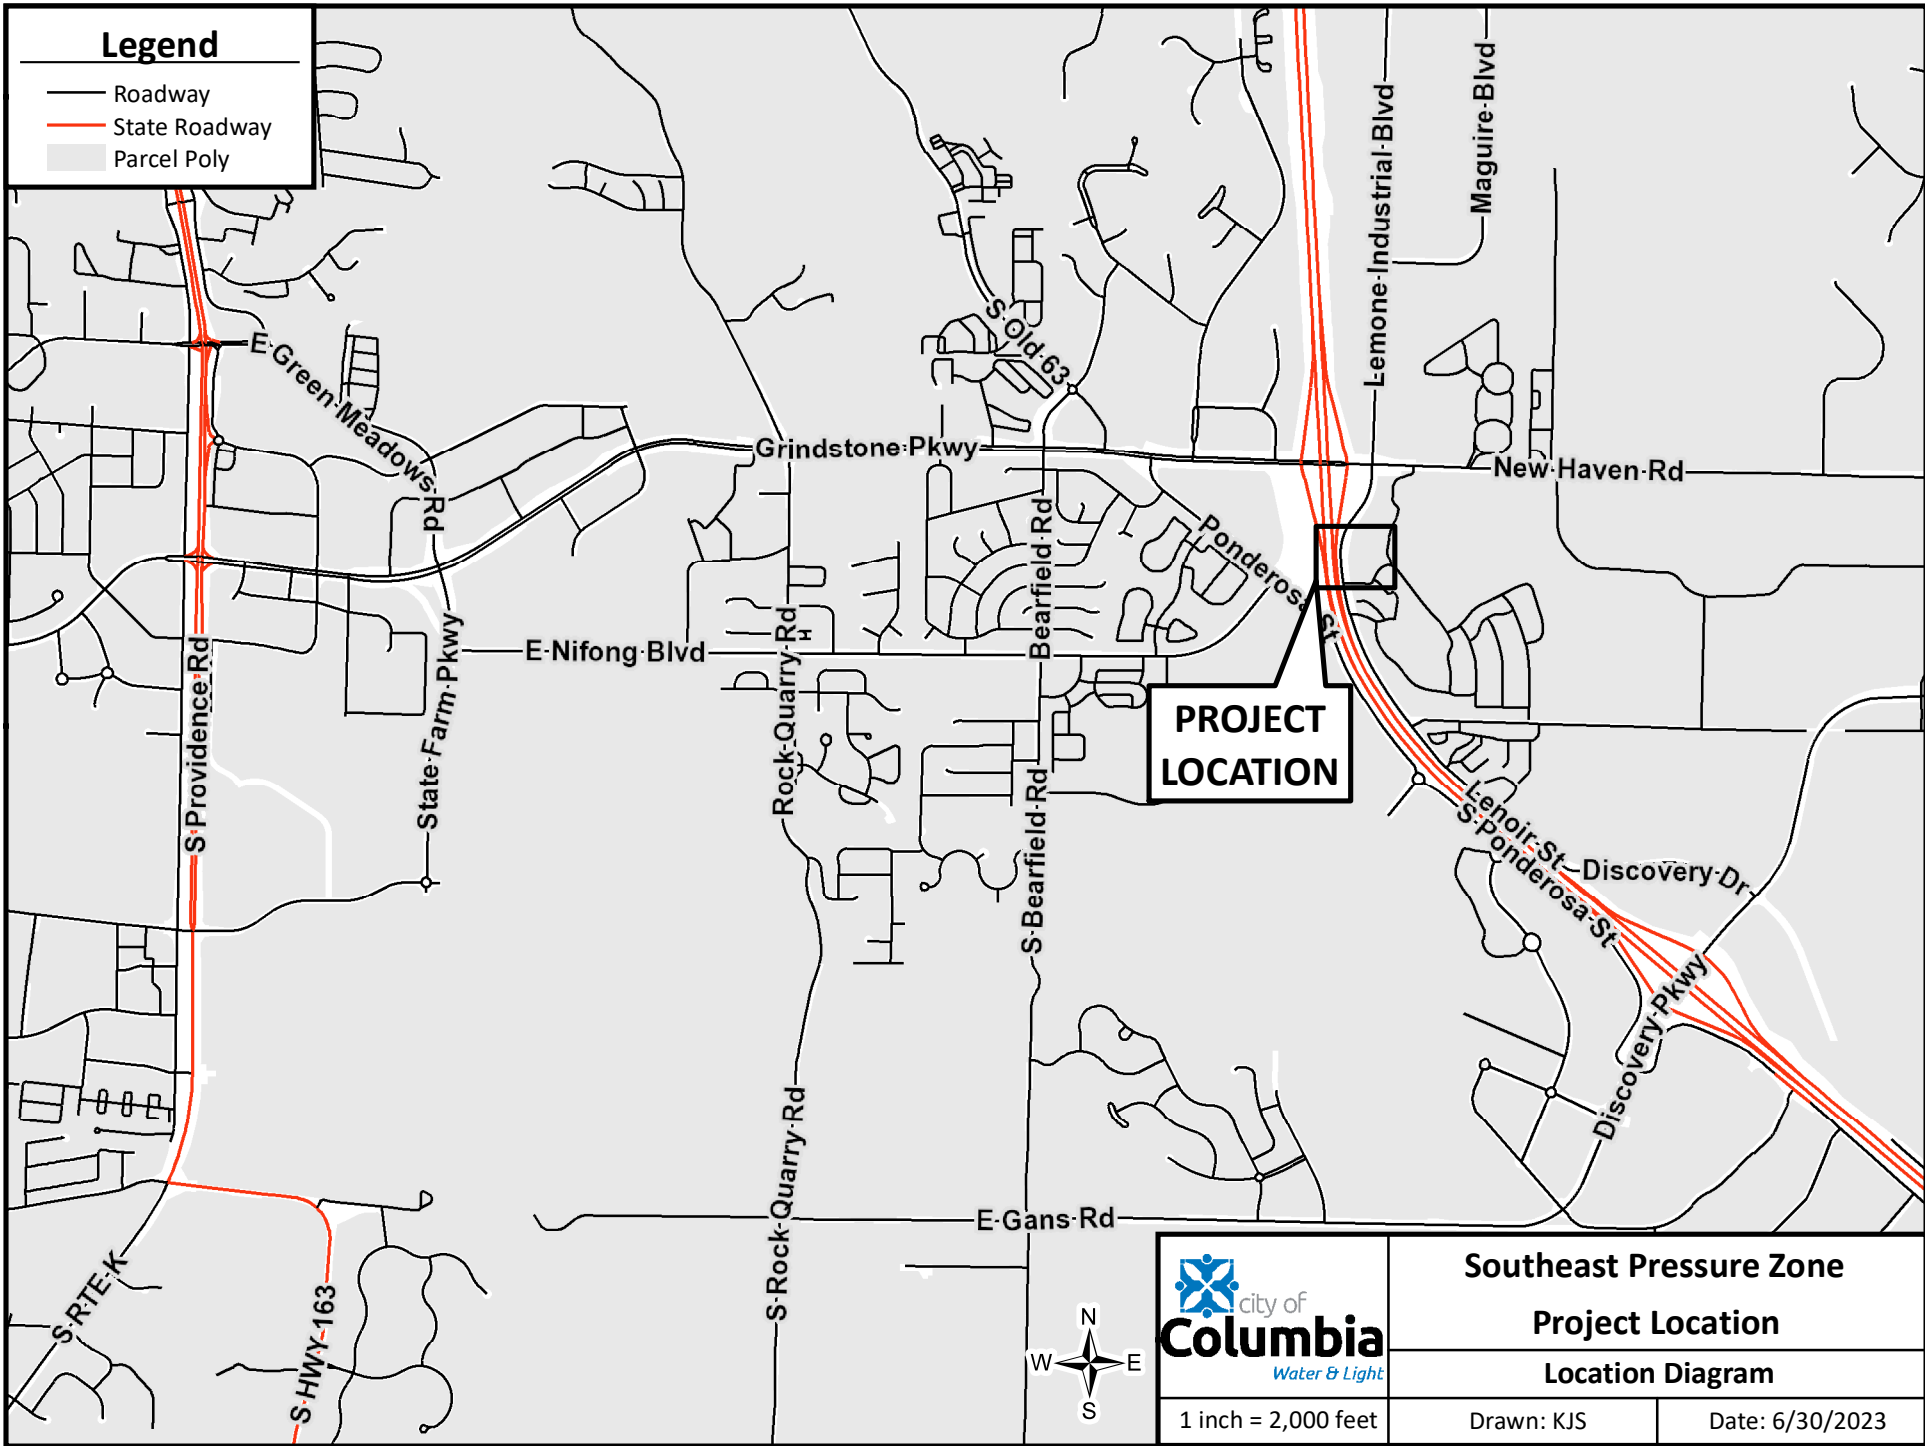 Legend
Roadway
State Roadway
Parcel Poly
Lemone Industrial Blvd
Maguire Blvd
S Old 63
E Green Meadows Rd
Grindstone Pkwy
New Haven Rd
Ponderosa St
Bearfield Rd
E Nifong Blvd
Rock Quarry Rd
S Providence Rd
State Farm Pkwy
PROJECT
LOCATION
S Bearfield Rd
Lenoir St
S Ponderosa St
Discovery Dr
Discovery Pkwy
S Rock Quarry Rd
E Gans Rd
S RTE K
S HWY 163
N
W
E
S
city of
Columbia
Water & Light
Southeast Pressure Zone
Project Location
Location Diagram
1 inch = 2,000 feet
Drawn: KJS
Date: 6/30/2023